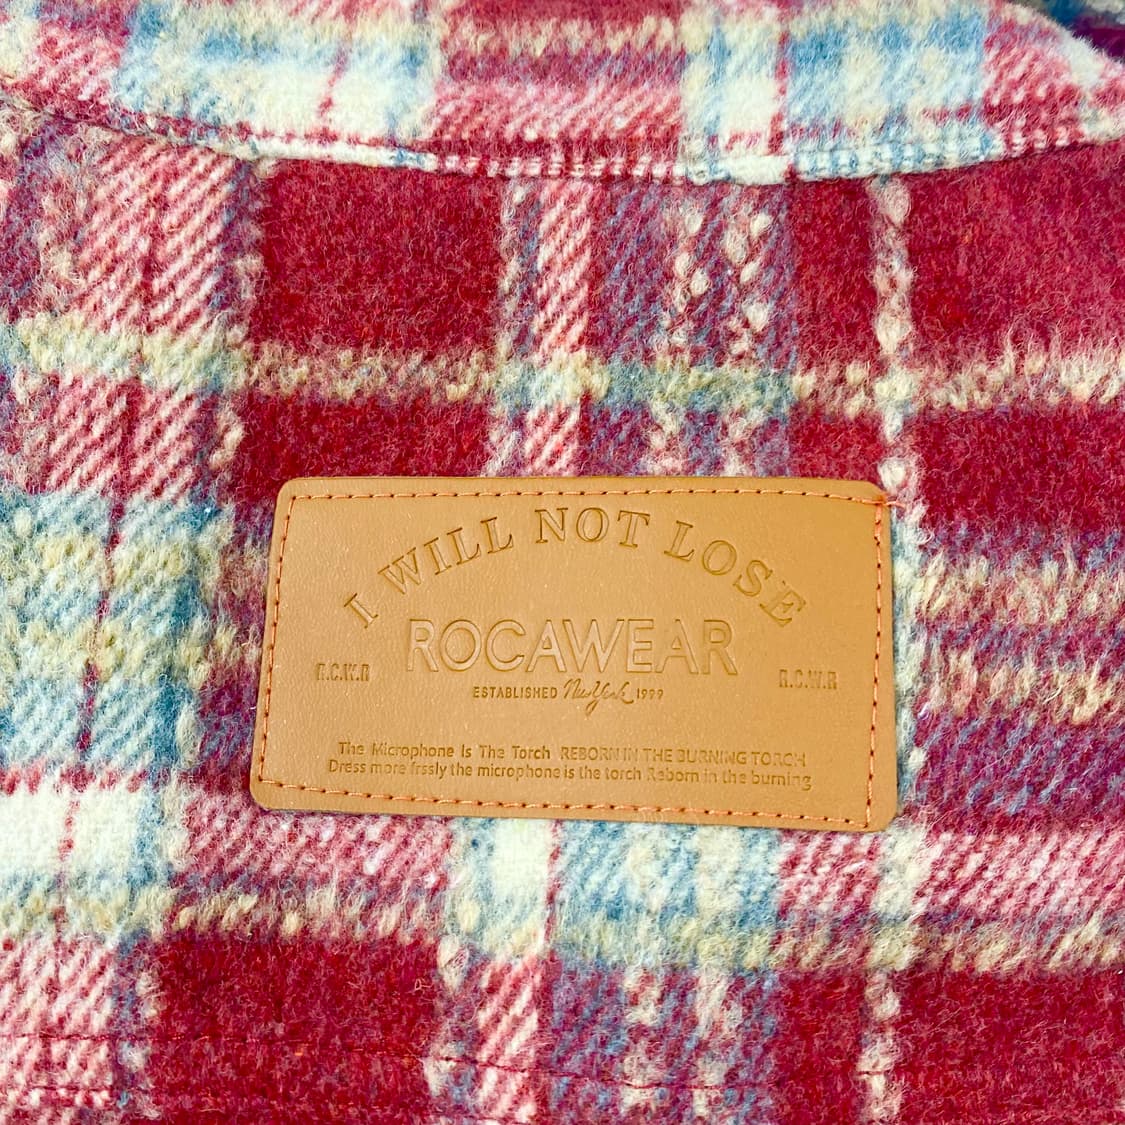 I WILL NOT LOSE
ROCAWEAR
R.C.W.R
R.C.W.R
ESTABLISHED New York 1999
The Microphone Is The Torch REBORN IN THE BURNING TORCH
Dress more frssly the microphone is the torch Reborn in the burning